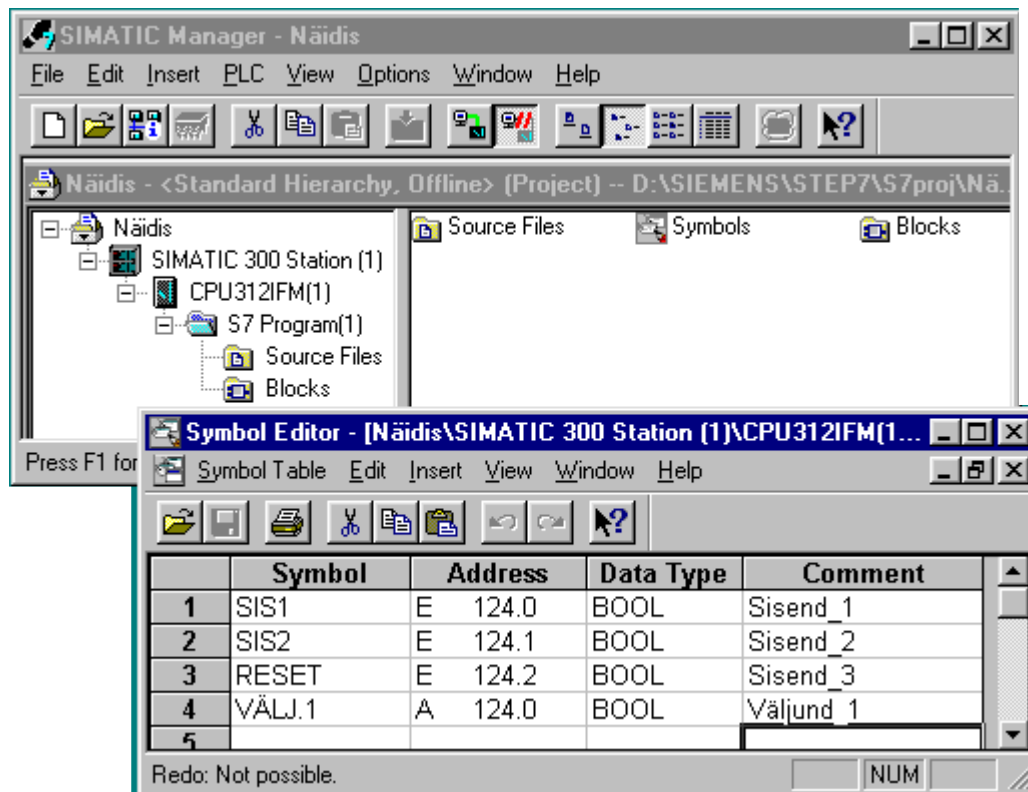 SIMATIC Manager - Näidis
File Edit Insert PLC View Options Window Help
Näidis - <Standard Hierarchy, Offline> (Project) -- D:\SIEMENS\STEP7\S7proj\Nä...
Näidis
SIMATIC 300 Station (1)
CPU312IFM(1)
S7 Program(1)
Source Files
Blocks
Source Files Symbols Blocks
Press F1 for
Symbol Editor - [Näidis\SIMATIC 300 Station (1)\CPU312IFM(1...
Symbol Table Edit Insert View Window Help
Symbol Address Data Type Comment
1 SIS1 E 124.0 BOOL Sisend_1
2 SIS2 E 124.1 BOOL Sisend_2
3 RESET E 124.2 BOOL Sisend_3
4 VÄLJ.1 A 124.0 BOOL Väljund_1
5
Redo: Not possible. NUM